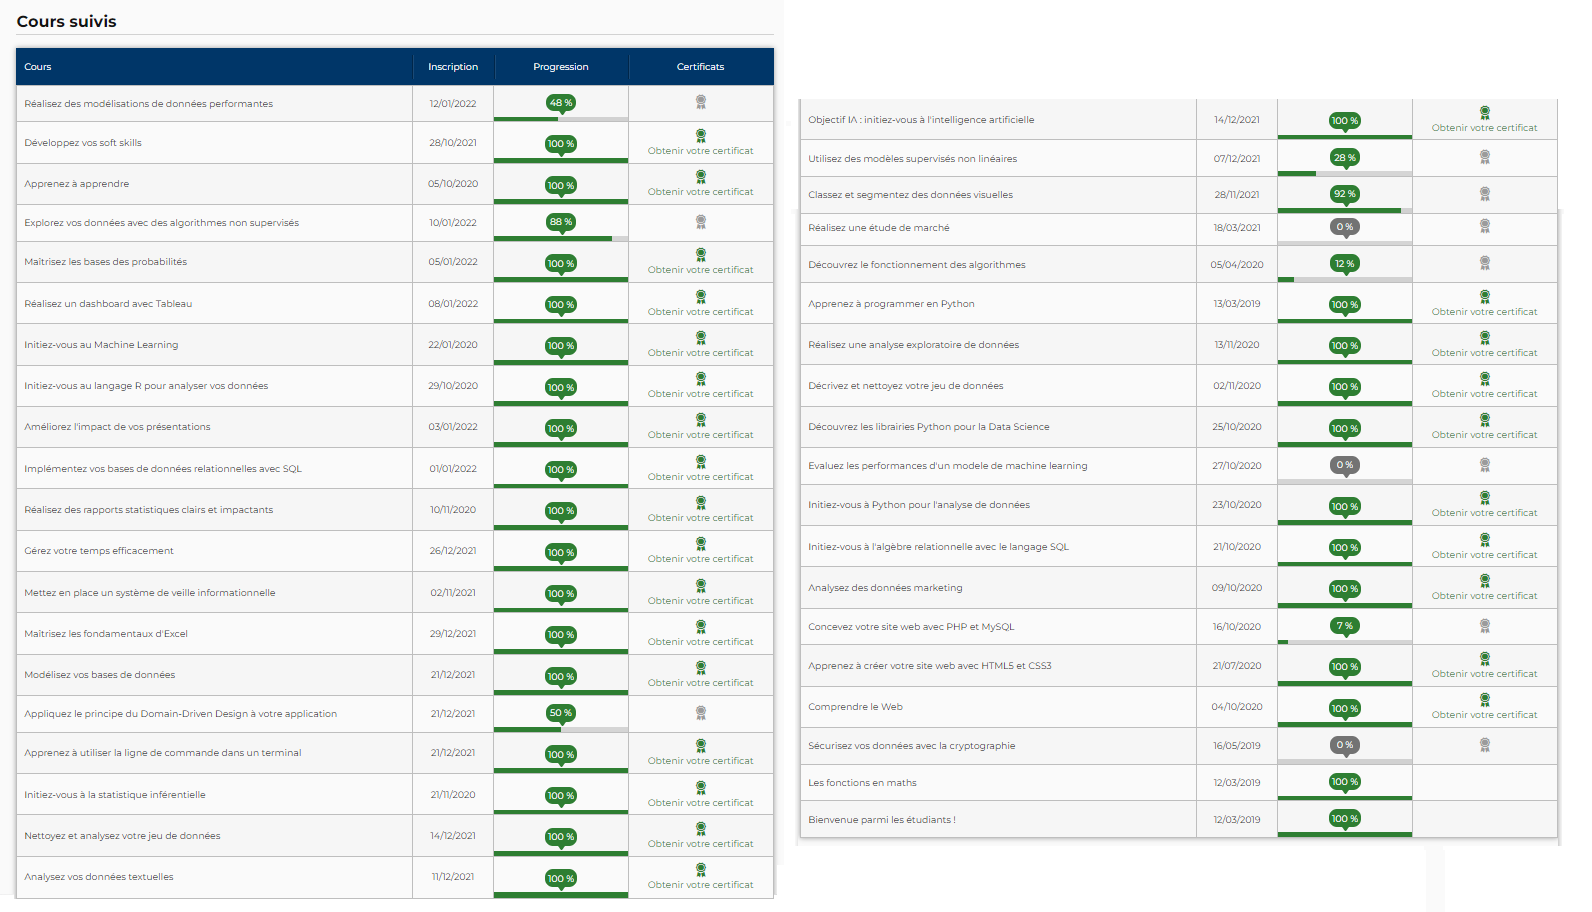 Cours suivis
Cours Inscription Progression Certificats
Réalisez des modélisations de données performantes 12/01/2022 48 %
Développez vos soft skills 28/10/2021 100 % Obtenir votre certificat
Apprenez à apprendre 05/10/2020 100 % Obtenir votre certificat
Explorez vos données avec des algorithmes non supervisés 10/01/2022 88 %
Maîtrisez les bases des probabilités 05/01/2022 100 % Obtenir votre certificat
Réalisez un dashboard avec Tableau 08/01/2022 100 % Obtenir votre certificat
Initiez-vous au Machine Learning 22/01/2020 100 % Obtenir votre certificat
Initiez-vous au langage R pour analyser vos données 29/10/2020 100 % Obtenir votre certificat
Améliorez l'impact de vos présentations 03/01/2022 100 % Obtenir votre certificat
Implémentez vos bases de données relationnelles avec SQL 01/01/2022 100 % Obtenir votre certificat
Réalisez des rapports statistiques clairs et impactants 10/11/2020 100 % Obtenir votre certificat
Gérez votre temps efficacement 26/12/2021 100 % Obtenir votre certificat
Mettez en place un système de veille informationnelle 02/11/2021 100 % Obtenir votre certificat
Maîtrisez les fondamentaux d'Excel 29/12/2021 100 % Obtenir votre certificat
Modélisez vos bases de données 21/12/2021 100 % Obtenir votre certificat
Appliquez le principe du Domain-Driven Design à votre application 21/12/2021 50 %
Apprenez à utiliser la ligne de commande dans un terminal 21/12/2021 100 % Obtenir votre certificat
Initiez-vous à la statistique inférentielle 21/11/2020 100 % Obtenir votre certificat
Nettoyez et analysez votre jeu de données 14/12/2021 100 % Obtenir votre certificat
Analysez vos données textuelles 11/12/2021 100 % Obtenir votre certificat
Objectif IA : initiez-vous à l'intelligence artificielle 14/12/2021 100 % Obtenir votre certificat
Utilisez des modèles supervisés non linéaires 07/12/2021 28 %
Classez et segmentez des données visuelles 28/11/2021 92 %
Réalisez une étude de marché 18/03/2021 0 %
Découvrez le fonctionnement des algorithmes 05/04/2020 12 %
Apprenez à programmer en Python 13/03/2019 100 % Obtenir votre certificat
Réalisez une analyse exploratoire de données 13/11/2020 100 % Obtenir votre certificat
Décrivez et nettoyez votre jeu de données 02/11/2020 100 % Obtenir votre certificat
Découvrez les librairies Python pour la Data Science 25/10/2020 100 % Obtenir votre certificat
Evaluez les performances d'un modele de machine learning 27/10/2020 0 %
Initiez-vous à Python pour l'analyse de données 23/10/2020 100 % Obtenir votre certificat
Initiez-vous à l'algèbre relationnelle avec le langage SQL 21/10/2020 100 % Obtenir votre certificat
Analysez des données marketing 09/10/2020 100 % Obtenir votre certificat
Concevez votre site web avec PHP et MySQL 16/10/2020 7 %
Apprenez à créer votre site web avec HTML5 et CSS3 21/07/2020 100 % Obtenir votre certificat
Comprendre le Web 04/10/2020 100 % Obtenir votre certificat
Sécurisez vos données avec la cryptographie 16/05/2019 0 %
Les fonctions en maths 12/03/2019 100 %
Bienvenue parmi les étudiants ! 12/03/2019 100 %